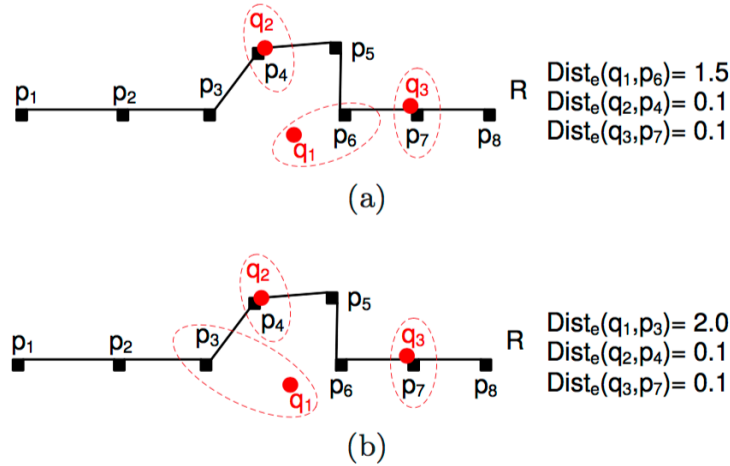 q2
p5
p4
p1 p2 p3 q3 R Diste(q1,p6)= 1.5
Diste(q2,p4)= 0.1
q1 p6 p7 p8 Diste(q3,p7)= 0.1
(a)
q2
p4 p5
p1 p2 p3 q3 R Diste(q1,p3)= 2.0
Diste(q2,p4)= 0.1
q1 p6 p7 p8 Diste(q3,p7)= 0.1
(b)